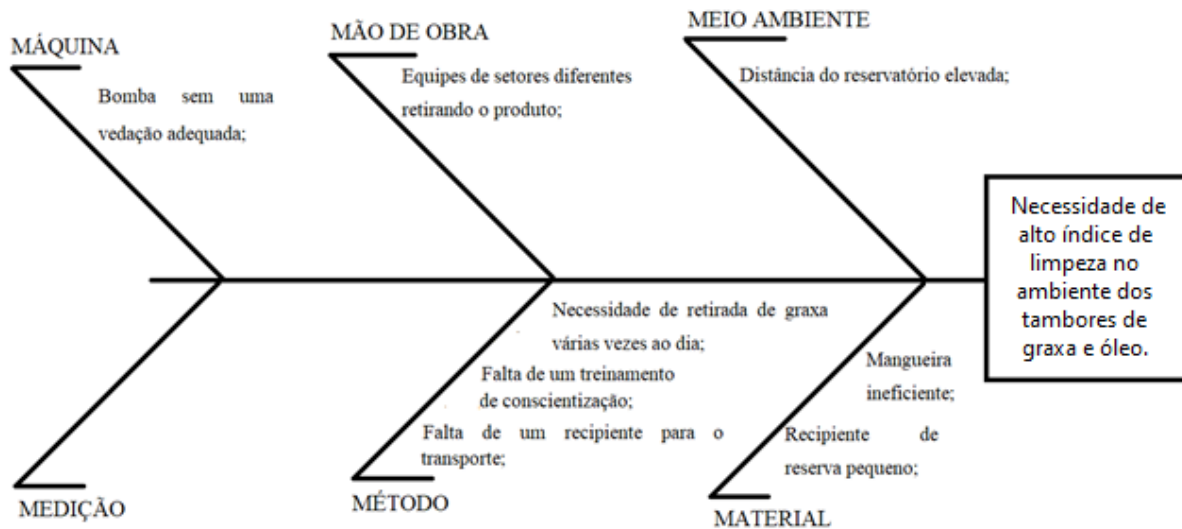 MÁQUINA
Bomba sem uma
vedação adequada;
MÃO DE OBRA
Equipes de setores diferentes
retirando o produto;
MEIO AMBIENTE
Distância do reservatório elevada;
Necessidade de
alto índice de
limpeza no
ambiente dos
tambores de
graxa e óleo.
MEDIÇÃO
Necessidade de retirada de graxa
várias vezes ao dia;
Falta de um treinamento
de conscientização;
Falta de um recipiente para o
transporte;
MÉTODO
Mangueira
ineficiente;
Recipiente de
reserva pequeno;
MATERIAL